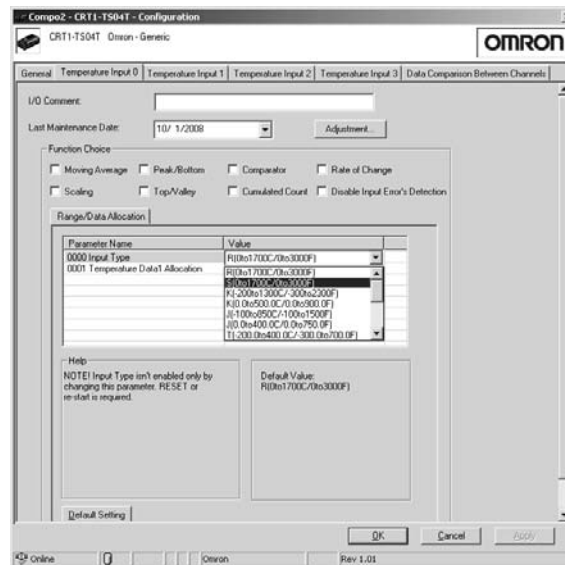 Compo2 - CRT1-TS04T - Configuration
CRT1-TS04T Omron - Generic
OMRON
General Temperature Input 0 Temperature Input 1 Temperature Input 2 Temperature Input 3 Data Comparison Between Channels
I/O Comment:
Last Maintenance Date: 10/ 1/2008 Adjustment...
Function Choice
Moving Average Peak/Bottom Comparator Rate of Change
Scaling Top/Valley Cumulated Count Disable Input Error's Detection
Range/Data Allocation
Parameter Name Value
0000 Input Type R(0to1700C/0to3000F)
0001 Temperature Data1 Allocation R(0to1700C/0to3000F)
S(0to1700C/0to3000F)
K(-200to1300C/-300to2300F)
K(0.0to500.0C/0.0to900.0F)
J(-100to850C/-100to1500F)
J(0.0to400.0C/0.0to750.0F)
T(-200.0to400.0C/-300.0to700.0F)
Help
NOTE! Input Type isn't enabled only by
changing this parameter. RESET or
re-start is required.
Default Value:
R(0to1700C/0to3000F)
Default Setting
OK Cancel Apply
Online Omron Rev 1.01